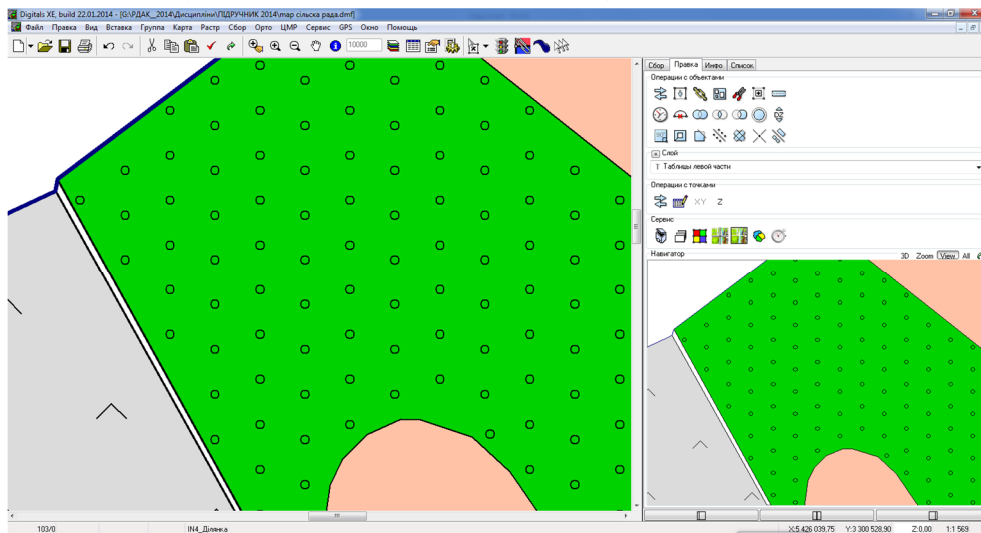 Digitals XE, build 22.01.2014 - [G:\РДАК_2014\Дисципліни\ПІДРУЧНИК 2014\map сільска рада.dmf]
Файл Правка Вид Вставка Группа Карта Растр Сбор Орто ЦМР Сервис GPS Окно Помощь
10000
Сбор Правка Инфо Список
Операции с объектами
Слой
T Таблицы левой части
Операции с точками
XY Z
Сервис
Навигатор 3D Zoom View All
103/0 IN4_Ділянка X:5 426 039,75 Y:3 300 528,90 Z:0,00 1:1 569